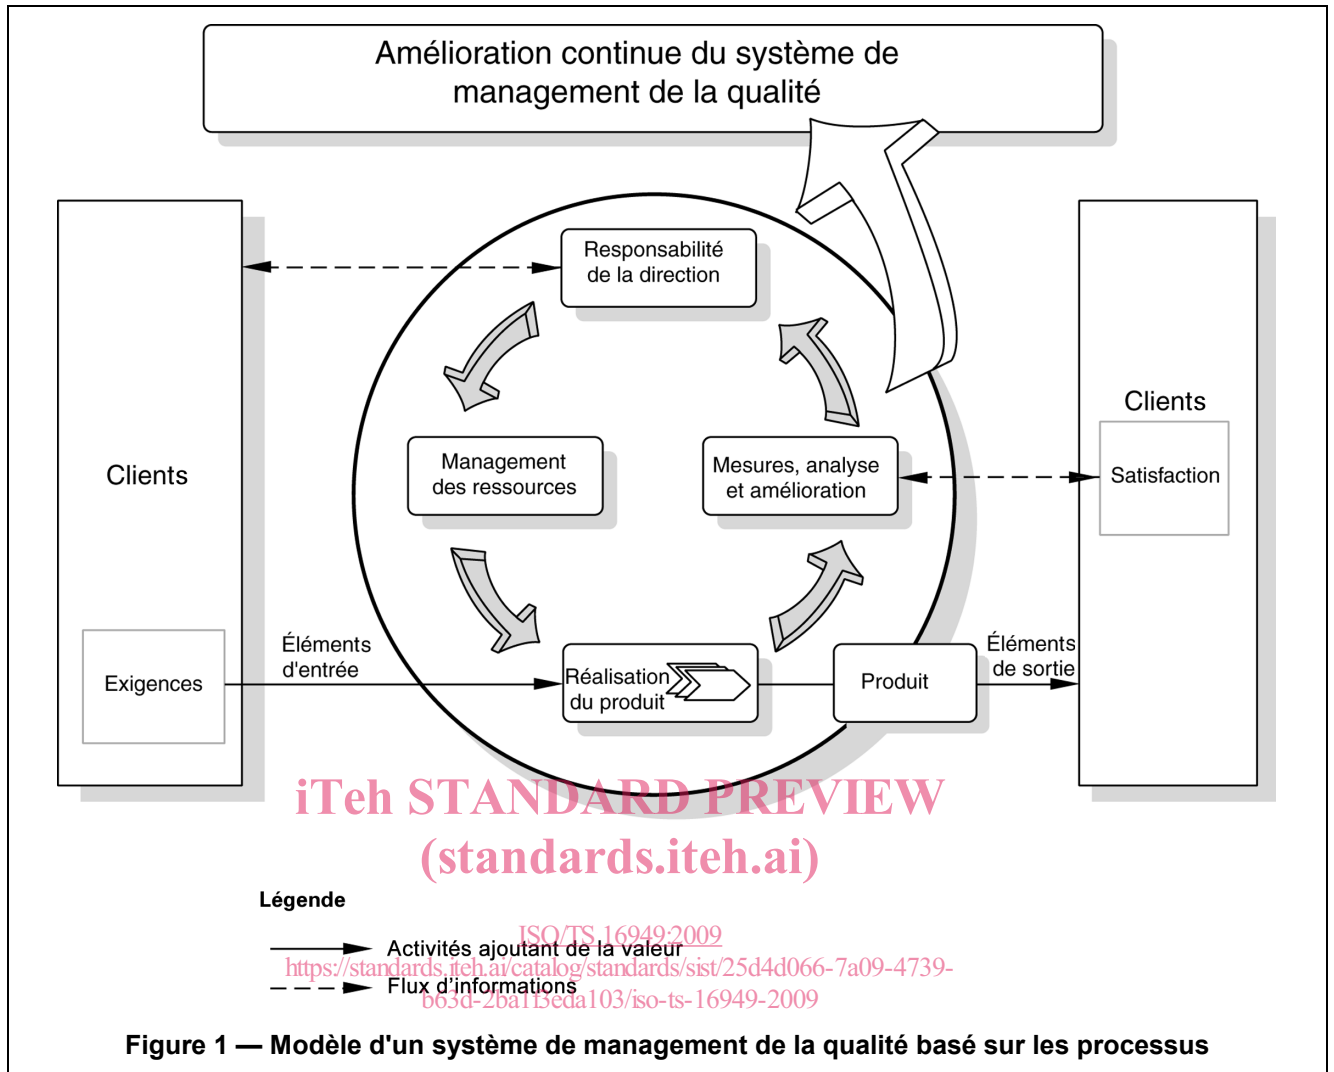 Amélioration continue du système de
management de la qualité
Responsabilité
de la direction
Clients
Management
des ressources
Mesures, analyse
et amélioration
Clients
Satisfaction
Exigences
Éléments
d'entrée
Réalisation
du produit
Produit
Éléments
de sortie
iTeh STANDARD PREVIEW
(standards.iteh.ai)
Légende
ISO/TS 16949:2009
Activités ajoutant de la valeur
https://standards.iteh.ai/catalog/standards/sist/25d4d066-7a09-4739-
Flux d'informations
b63d-2ba1f3eda103/iso-ts-16949-2009
Figure 1 — Modèle d'un système de management de la qualité basé sur les processus